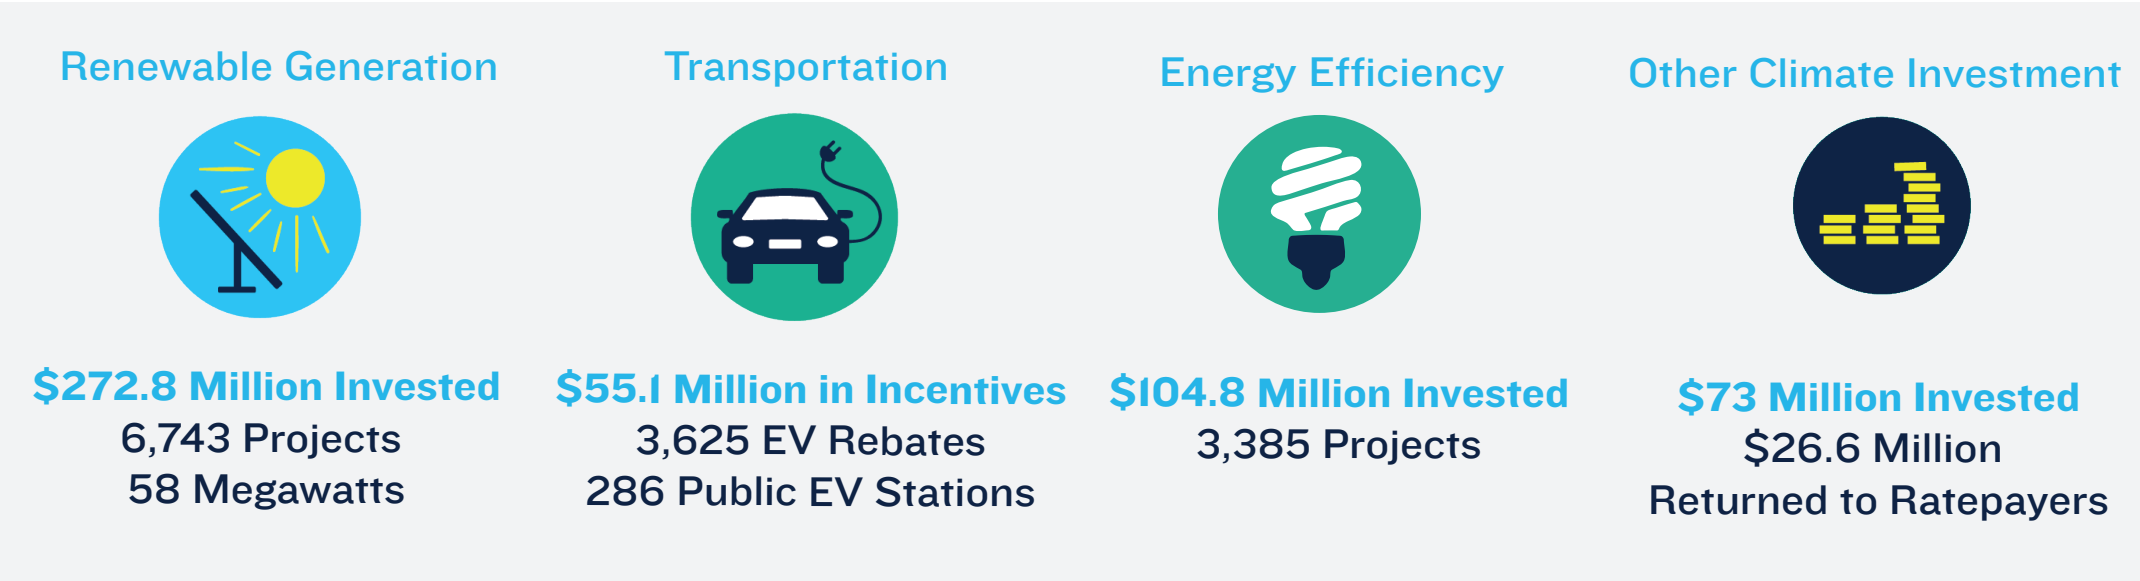 Renewable Generation
$272.8 Million Invested
6,743 Projects
58 Megawatts
Transportation
$55.1 Million in Incentives
3,625 EV Rebates
286 Public EV Stations
Energy Efficiency
$104.8 Million Invested
3,385 Projects
Other Climate Investment
$73 Million Invested
$26.6 Million
Returned to Ratepayers